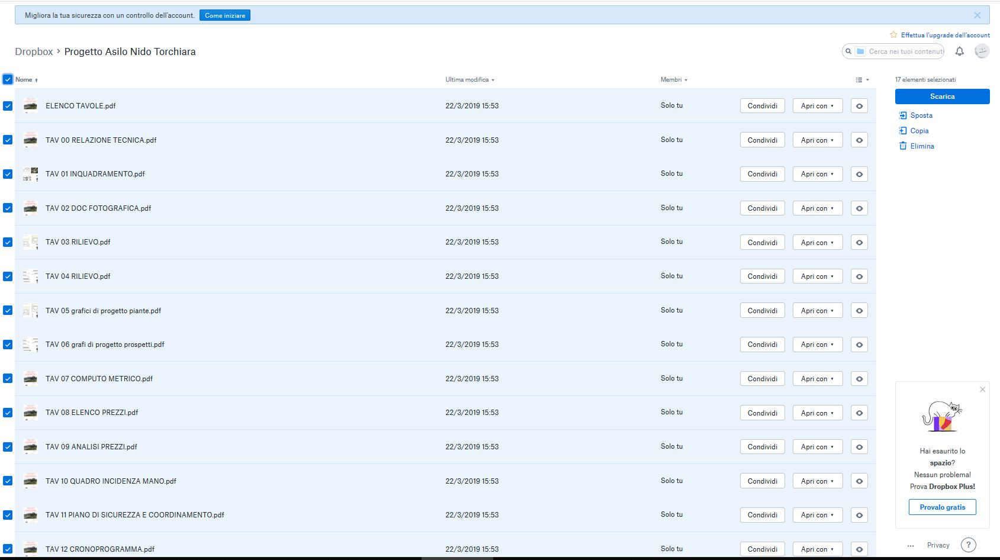 Migliora la tua sicurezza con un controllo dell'account. Come iniziare
Effettua l'upgrade dell'account
Dropbox › Progetto Asilo Nido Torchiara
Cerca nei tuoi contenut
Nome Ultima modifica Membri
17 elementi selezionati
Scarica
Sposta
Copia
Elimina
ELENCO TAVOLE.pdf 22/3/2019 15:53 Solo tu Condividi Apri con
TAV 00 RELAZIONE TECNICA.pdf 22/3/2019 15:53 Solo tu Condividi Apri con
TAV 01 INQUADRAMENTO.pdf 22/3/2019 15:53 Solo tu Condividi Apri con
TAV 02 DOC FOTOGRAFICA.pdf 22/3/2019 15:53 Solo tu Condividi Apri con
TAV 03 RILIEVO.pdf 22/3/2019 15:53 Solo tu Condividi Apri con
TAV 04 RILIEVO.pdf 22/3/2019 15:53 Solo tu Condividi Apri con
TAV 05 grafici di progetto piante.pdf 22/3/2019 15:53 Solo tu Condividi Apri con
TAV 06 grafi di progetto prospetti.pdf 22/3/2019 15:53 Solo tu Condividi Apri con
TAV 07 COMPUTO METRICO.pdf 22/3/2019 15:53 Solo tu Condividi Apri con
TAV 08 ELENCO PREZZI.pdf 22/3/2019 15:53 Solo tu Condividi Apri con
TAV 09 ANALISI PREZZI.pdf 22/3/2019 15:53 Solo tu Condividi Apri con
TAV 10 QUADRO INCIDENZA MANO.pdf 22/3/2019 15:53 Solo tu Condividi Apri con
TAV 11 PIANO DI SICUREZZA E COORDINAMENTO.pdf 22/3/2019 15:53 Solo tu Condividi Apri con
TAV 12 CRONOPROGRAMMA.pdf 22/3/2019 15:53 Solo tu Condividi Apri con
Hai esaurito lo
spazio?
Nessun problema!
Prova Dropbox Plus!
Provalo gratis
... Privacy ?